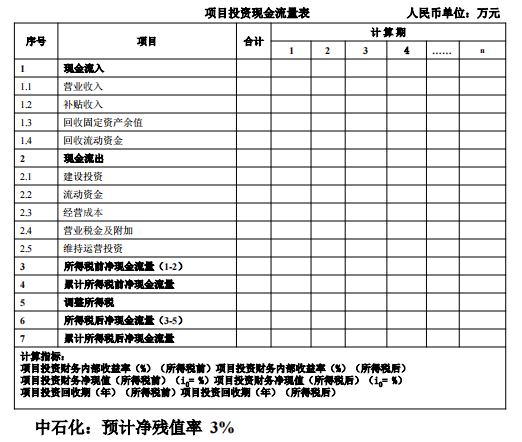 项目投资现金流量表 人民币单位：万元
序号 项目 合计 计算期
1 2 3 4 …… n
1 现金流入
1.1 营业收入
1.2 补贴收入
1.3 回收固定资产余值
1.4 回收流动资金
2 现金流出
2.1 建设投资
2.2 流动资金
2.3 经营成本
2.4 营业税金及附加
2.5 维持运营投资
3 所得税前净现金流量（1-2）
4 累计所得税前净现金流量
5 调整所得税
6 所得税后净现金流量（3-5）
7 累计所得税后净现金流量
计算指标：
项目投资财务内部收益率（%）（所得税前）项目投资财务内部收益率（%）（所得税后）
项目投资财务净现值（所得税前）（i0= %）项目投资财务净现值（所得税后）（i0= %）
项目投资回收期（年）（所得税前）项目投资回收期（年）（所得税后）
中石化：预计净残值率 3%